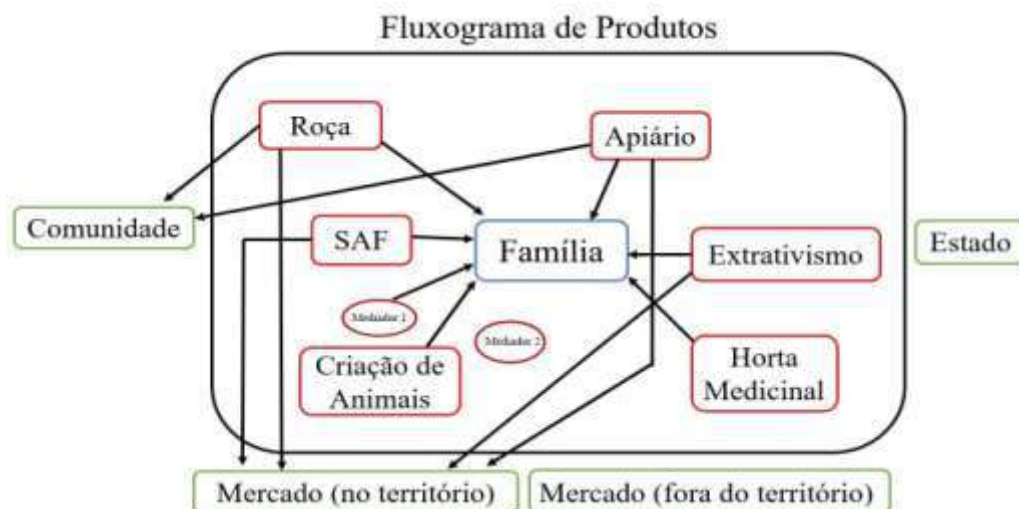 Fluxograma de Produtos
Roça
Apiário
Comunidade
SAF
Família
Extrativismo
Estado
Mediador 1
Mediador 2
Criação de
Animais
Horta
Medicinal
Mercado (no território)
Mercado (fora do território)